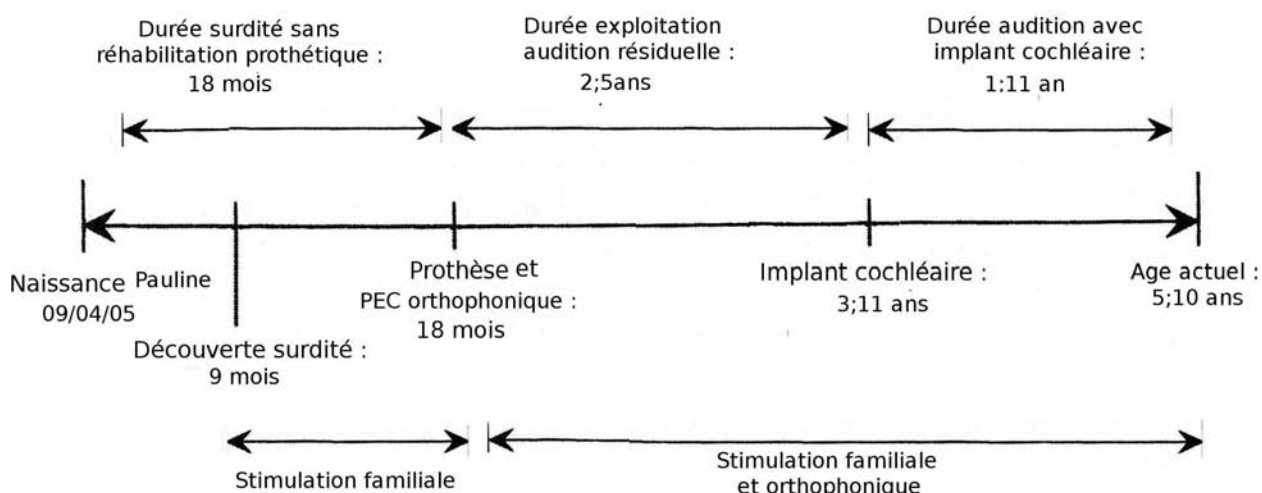 Durée surdité sans
réhabilitation prothétique :
18 mois
Durée exploitation
audition résiduelle :
2;5ans
Durée audition avec
implant cochléaire :
1:11 an
Naissance Pauline
09/04/05
Découverte surdité :
9 mois
Prothèse et
PEC orthophonique :
18 mois
Implant cochléaire :
3;11 ans
Age actuel :
5;10 ans
Stimulation familiale
Stimulation familiale
et orthophonique